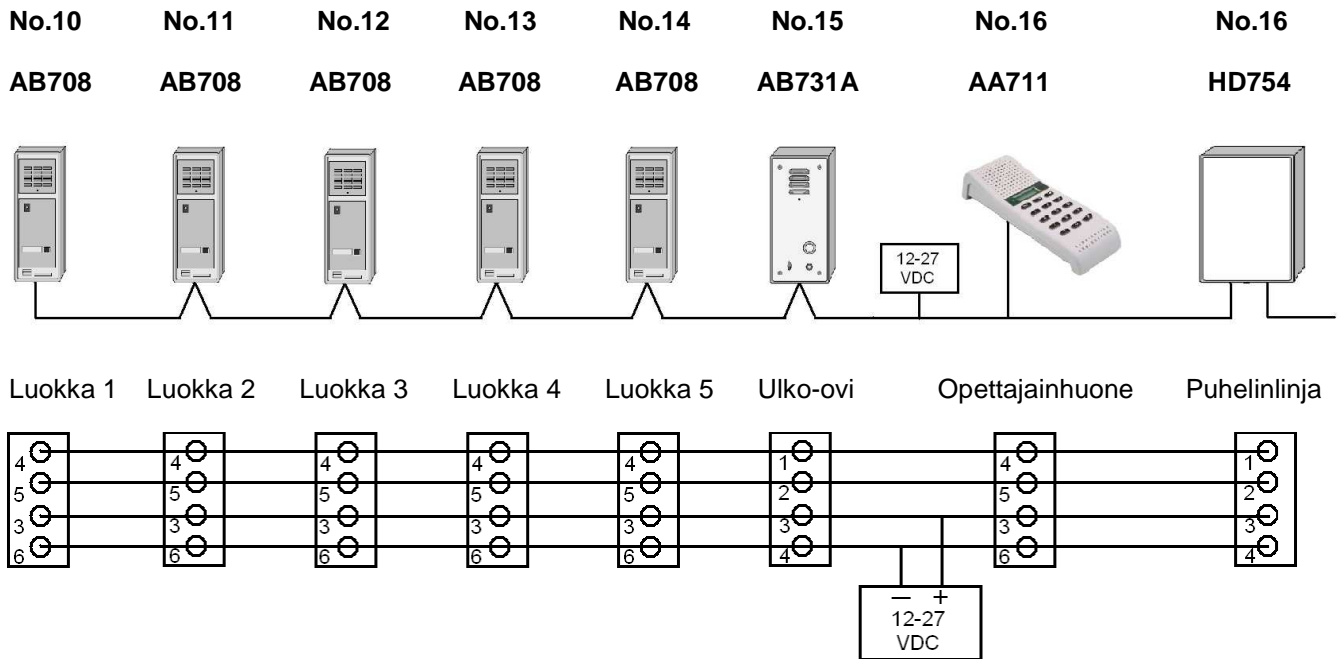 No.10 No.11 No.12 No.13 No.14 No.15 No.16 No.16
AB708 AB708 AB708 AB708 AB708 AB731A AA711 HD754
12-27
VDC
Luokka 1 Luokka 2 Luokka 3 Luokka 4 Luokka 5 Ulko-ovi Opettajainhuone Puhelinlinja
4 4 4 4 4 1 4 1
5 5 5 5 5 2 5 2
3 3 3 3 3 3 3 3
6 6 6 6 6 4 6 4
— +
12-27
VDC